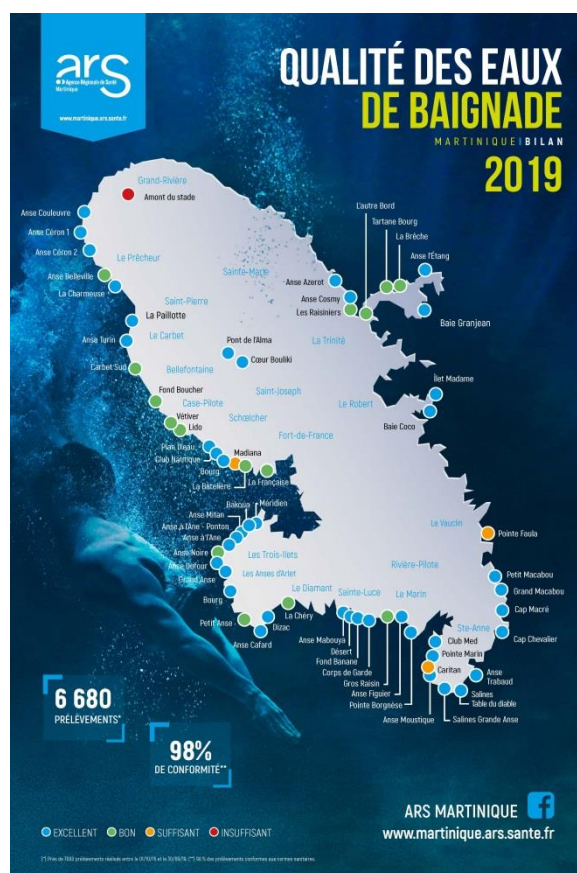 ars
Agence Régionale de Santé
Martinique
www.martinique.ars.sante.fr
QUALITÉ DES EAUX
DE BAIGNADE
MARTINIQUE | BILAN
2019
Grand-Rivière
Amont du stade
Anse Couleuvre
Anse Céron 1
Anse Céron 2
Le Prêcheur
Anse Belleville
La Charmeuse
Saint-Pierre
La Paillotte
Anse Turin
Le Carbet
Carbet Sud
Bellefontaine
Fond Boucher
Case-Pilote
Vétiver
Lido
Schœlcher
Plan D'eau
Club Nautique
Bourg
Madiana
La Batelière
La Française
Fort-de-France
Saint-Joseph
Pont de l'Alma
Cœur Bouliki
Sainte-Marie
Anse Azerot
Anse Cosmy
Les Raisiniers
L'autre Bord
Tartane Bourg
La Brèche
Anse l'Étang
Baie Granjean
La Trinité
Le Robert
Îlet Madame
Baie Coco
Le Vauclin
Pointe Faula
Petit Macabou
Grand Macabou
Cap Macré
Cap Chevalier
Bakoua
Méridien
Anse Mitan
Anse à l'Âne - Ponton
Anse à l'Âne
Anse Noire
Anse Dufour
Grand Anse
Bourg
Petit Anse
Les Trois-Ilets
Les Anses d'Arlet
Le Diamant
La Chéry
Dizac
Anse Cafard
Sainte-Luce
Rivière-Pilote
Le Marin
Anse Mabouya
Désert
Fond Banane
Corps de Garde
Gros Raisin
Anse Figuier
Pointe Borgnèse
Ste-Anne
Club Med
Pointe Marin
Caritan
Anse Moustique
Anse
Trabaud
Salines
Table du diable
Salines Grande Anse
6 680
PRÉLÈVEMENTS*
98%
DE CONFORMITÉ**
EXCELLENT BON SUFFISANT INSUFFISANT
ARS MARTINIQUE f
www.martinique.ars.sante.fr